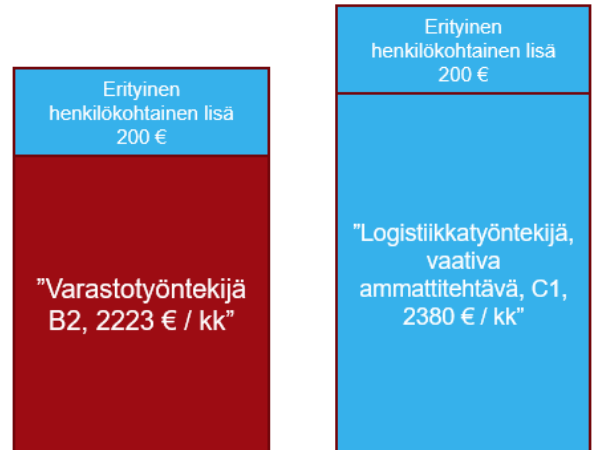 Erityinen
henkilökohtainen lisä
200 €
”Varastotyöntekijä
B2, 2223 € / kk”
Erityinen
henkilökohtainen lisä
200 €
”Logistiikkatyöntekijä,
vaativa
ammattitehtävä, C1,
2380 € / kk”